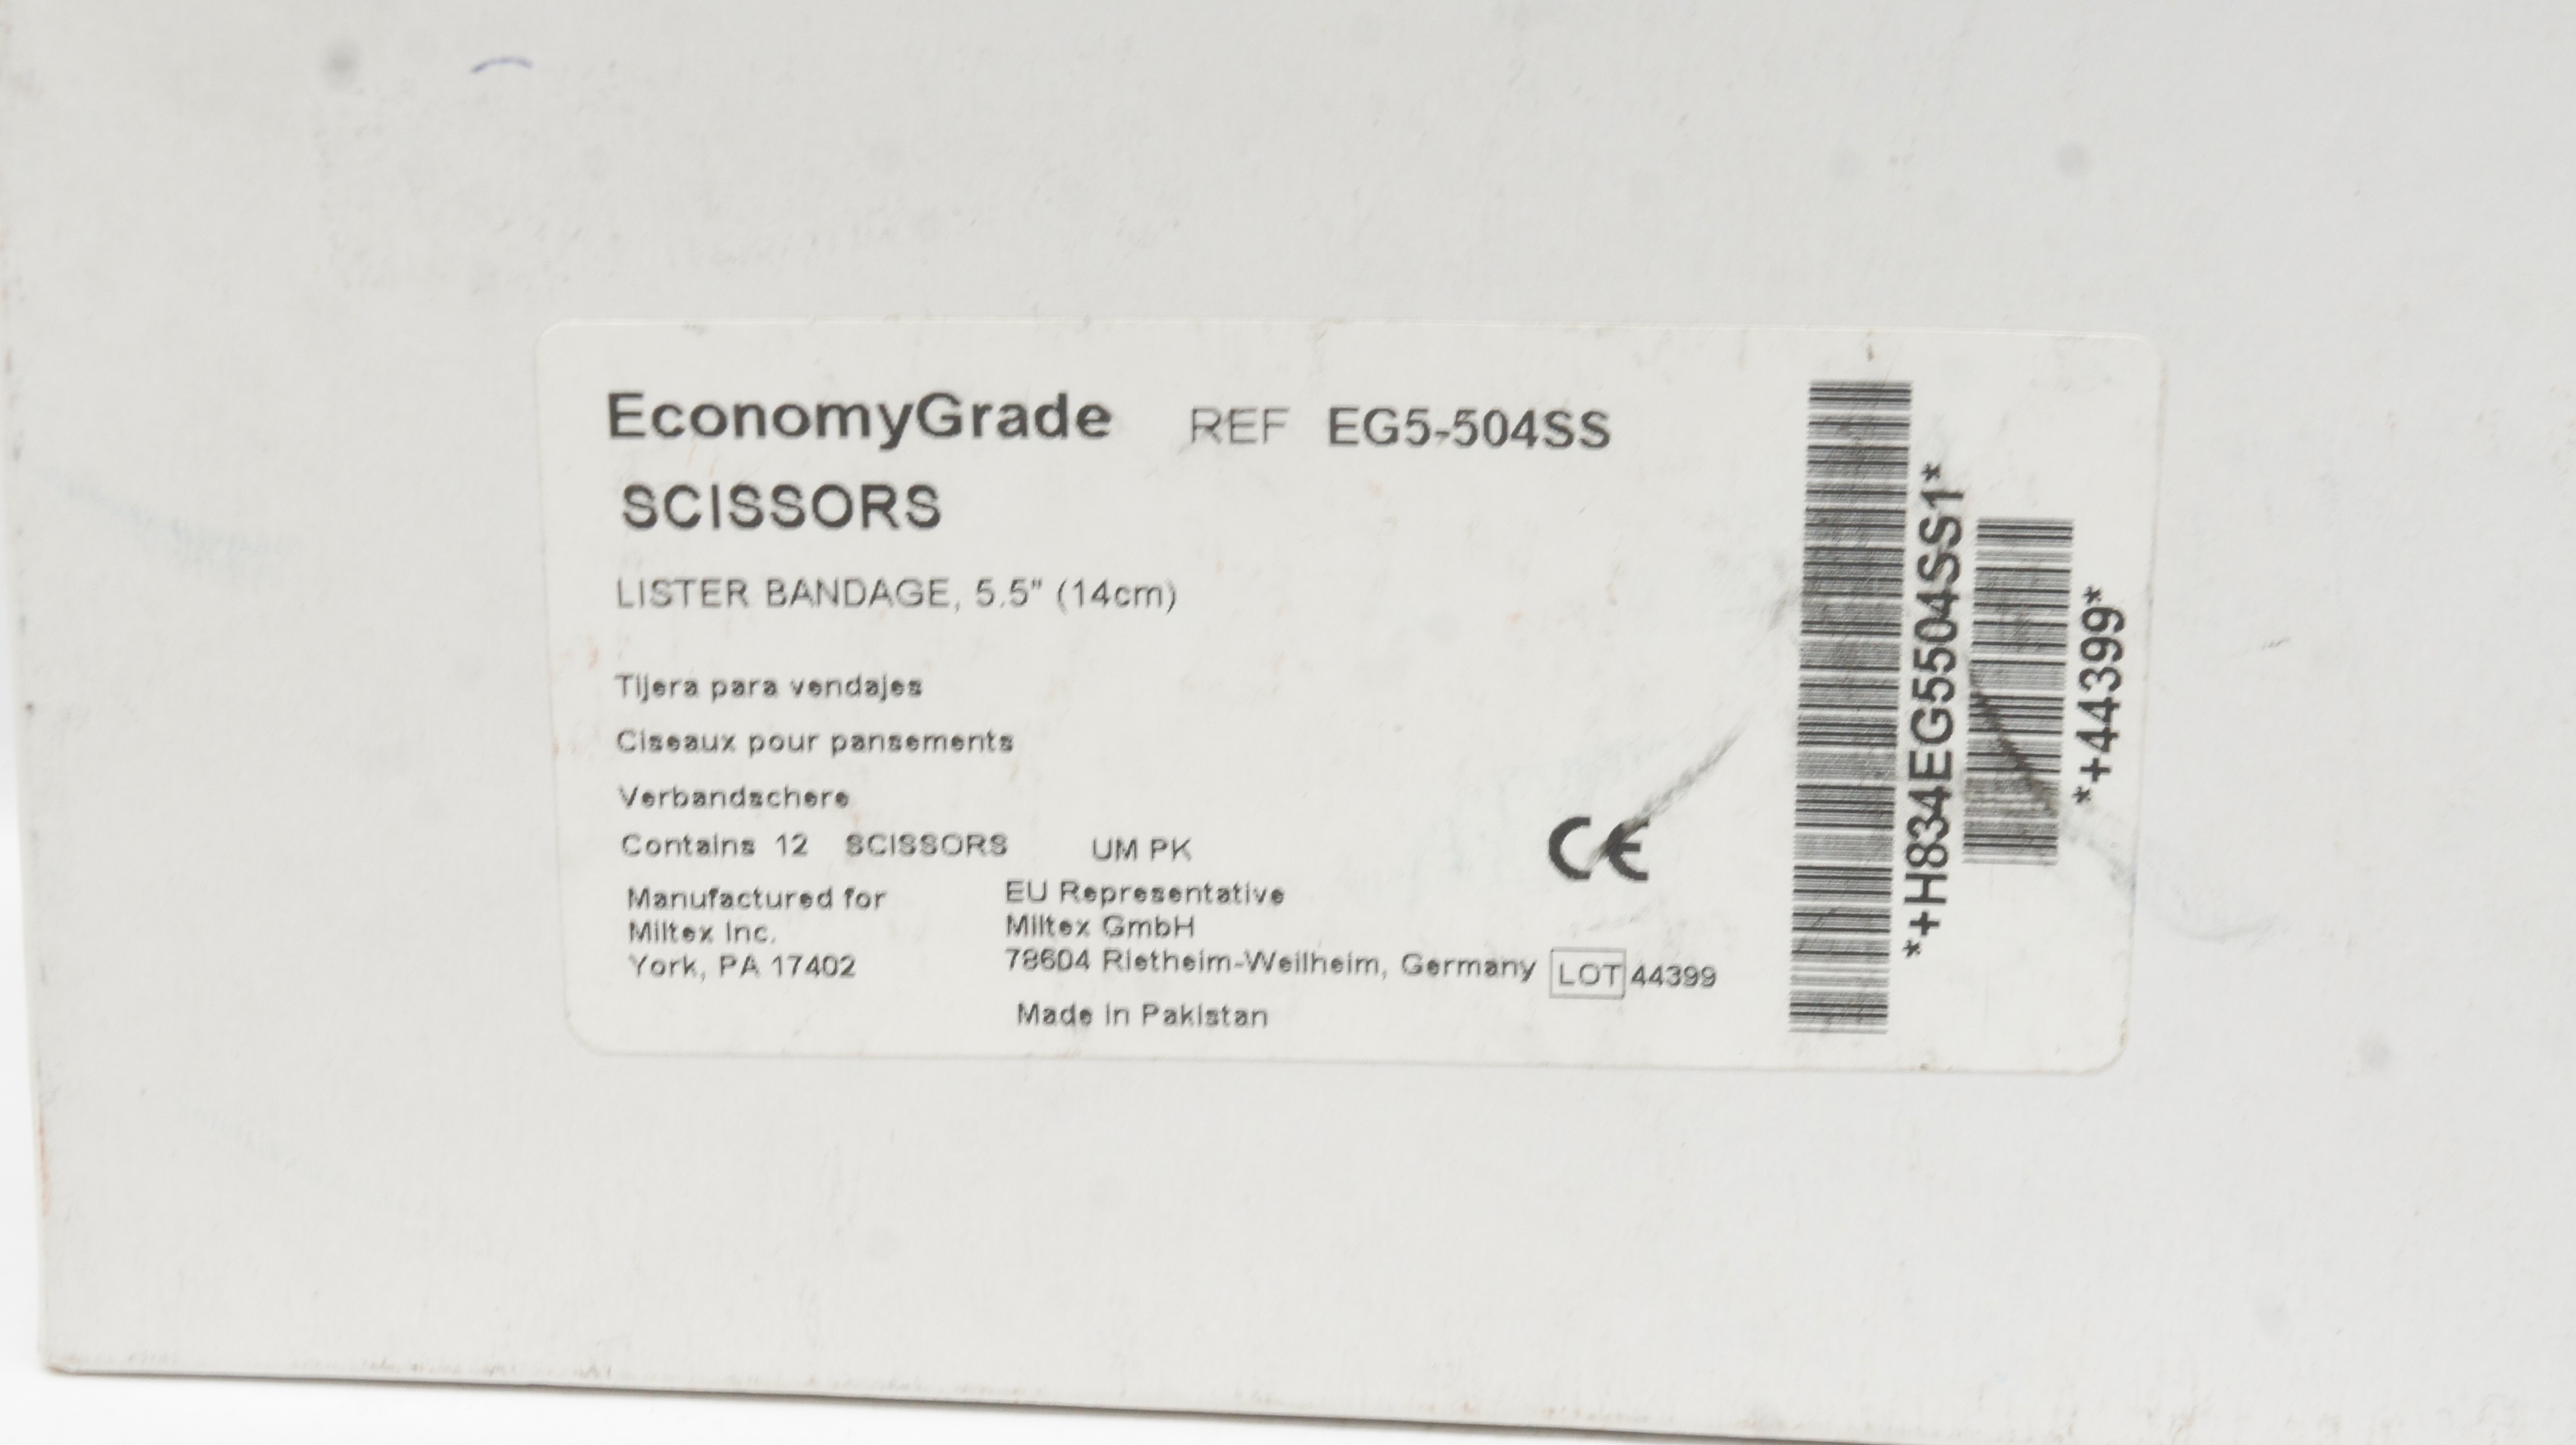 EconomyGrade REF EG5-504SS
SCISSORS
LISTER BANDAGE, 5.5" (14cm)
Tijera para vendajes
Ciseaux pour pansements
Verbandschere
Contains 12 SCISSORS UM PK
Manufactured for
Miltex Inc.
York, PA 17402
EU Representative
Miltex GmbH
78604 Rietheim-Weilheim, Germany
Made in Pakistan
CE
LOT 44399
*+H834EG5504SS1*
*+44399*